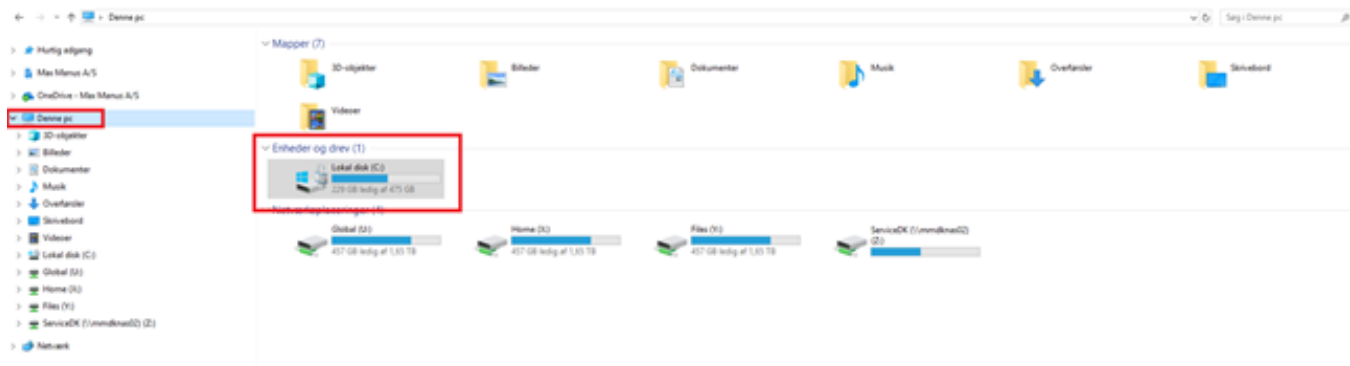 Denne pc
Søg i Denne pc
Hurtig adgang
Max Manus A/S
OneDrive - Max Manus A/S
Denne pc
3D-objekter
Billeder
Dokumenter
Musik
Overførsler
Skrivebord
Videoer
Lokal disk (C:)
Global (U:)
Home (X:)
Files (Y:)
ServiceDK (\\mmdknas02) (Z:)
Netværk
Mapper (7)
3D-objekter
Billeder
Dokumenter
Musik
Overførsler
Skrivebord
Videoer
Enheder og drev (1)
Lokal disk (C:)
229 GB ledig af 475 GB
Netværksplaceringer (4)
Global (U:)
457 GB ledig af 1,65 TB
Home (X:)
457 GB ledig af 1,65 TB
Files (Y:)
457 GB ledig af 1,65 TB
ServiceDK (\\mmdknas02)
(Z:)